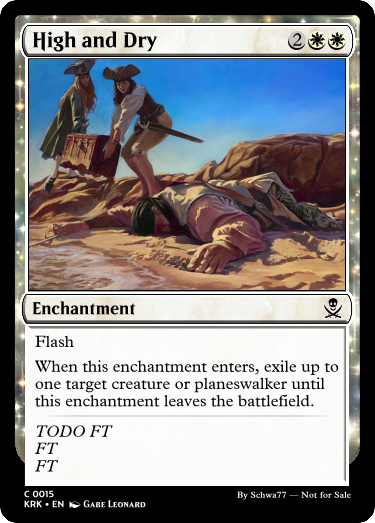 High and Dry 2
Enchantment
Flash
When this enchantment enters, exile up to
one target creature or planeswalker until
this enchantment leaves the battlefield.
TODO FT
FT
FT
C 0015
KRK • EN Gabe Leonard
By Schwa77 — Not for Sale